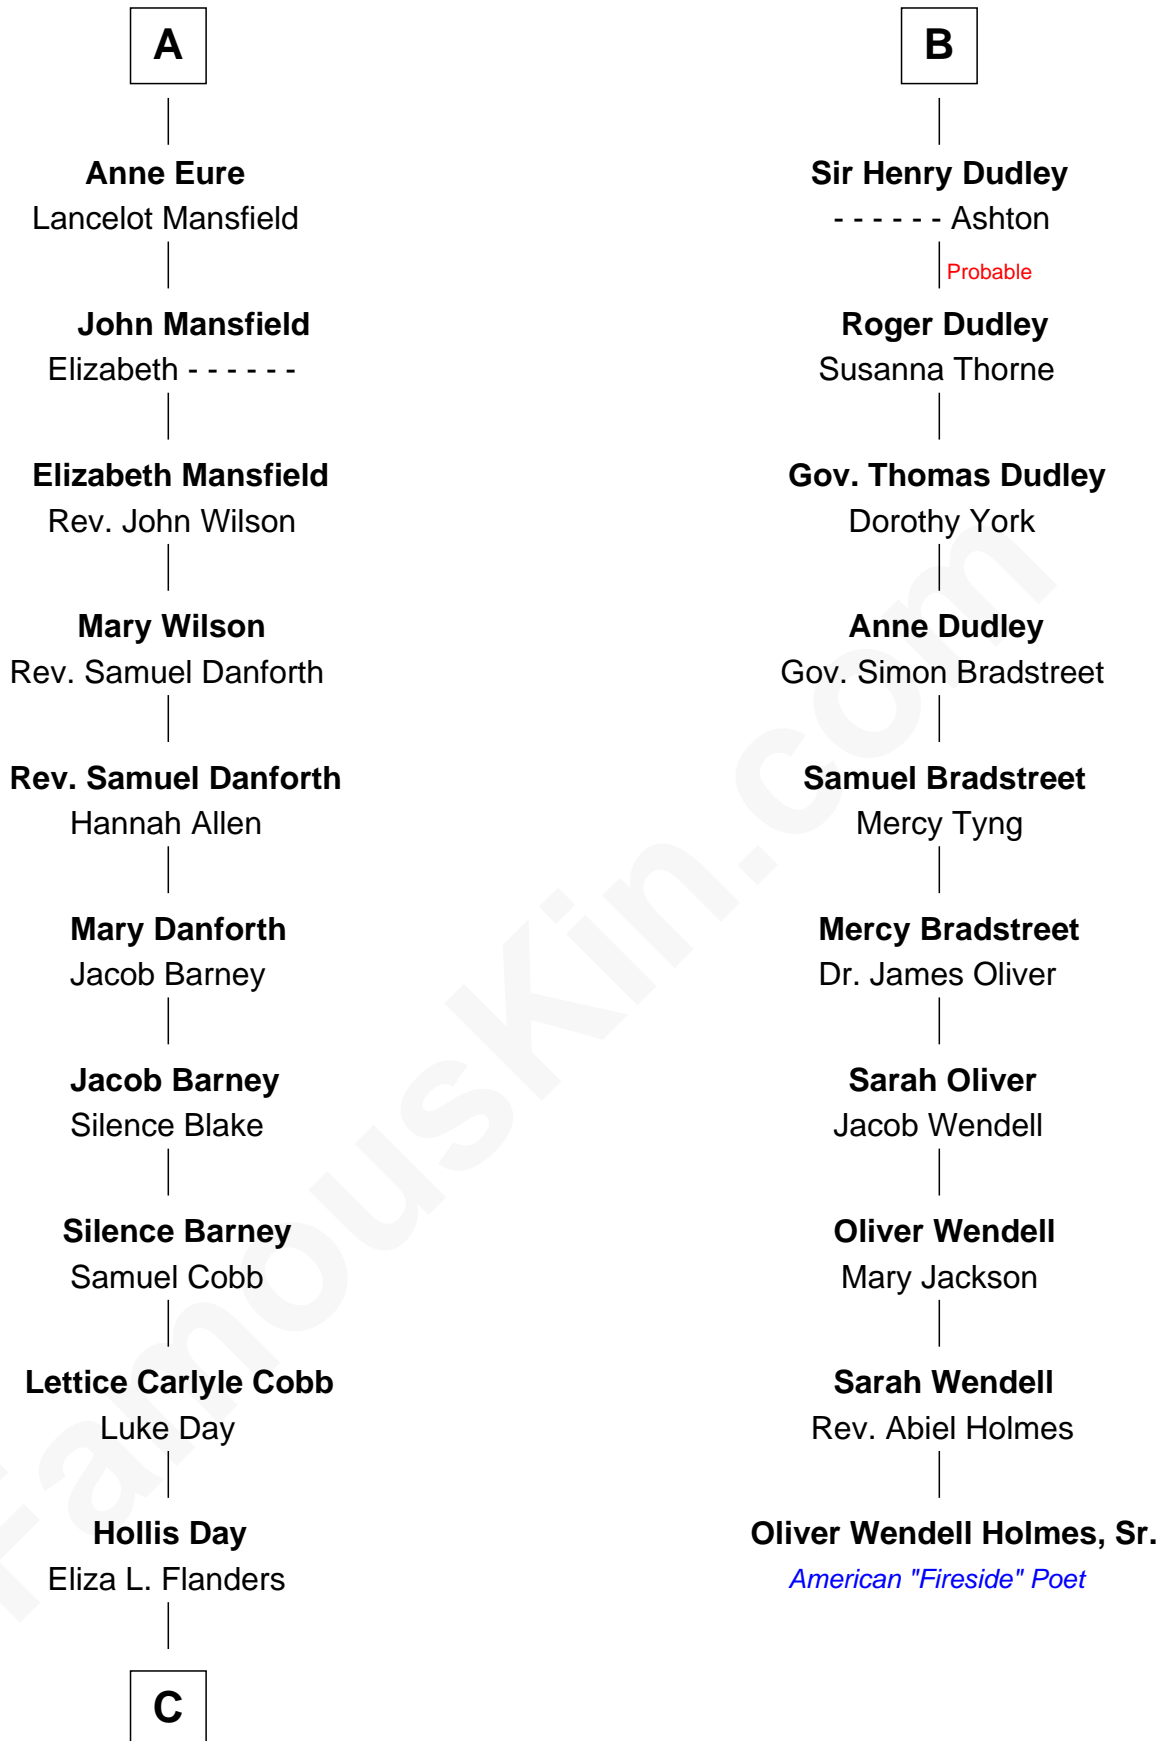 A
Anne Eure
Lancelot Mansfield
John Mansfield
Elizabeth - - - - - -
Elizabeth Mansfield
Rev. John Wilson
Mary Wilson
Rev. Samuel Danforth
Rev. Samuel Danforth
Hannah Allen
Mary Danforth
Jacob Barney
Jacob Barney
Silence Blake
Silence Barney
Samuel Cobb
Lettice Carlyle Cobb
Luke Day
Hollis Day
Eliza L. Flanders
C
B
Sir Henry Dudley
- - - - - - Ashton
Probable
Roger Dudley
Susanna Thorne
Gov. Thomas Dudley
Dorothy York
Anne Dudley
Gov. Simon Bradstreet
Samuel Bradstreet
Mercy Tyng
Mercy Bradstreet
Dr. James Oliver
Sarah Oliver
Jacob Wendell
Oliver Wendell
Mary Jackson
Sarah Wendell
Rev. Abiel Holmes
Oliver Wendell Holmes, Sr.
American "Fireside" Poet
FamousKin.com